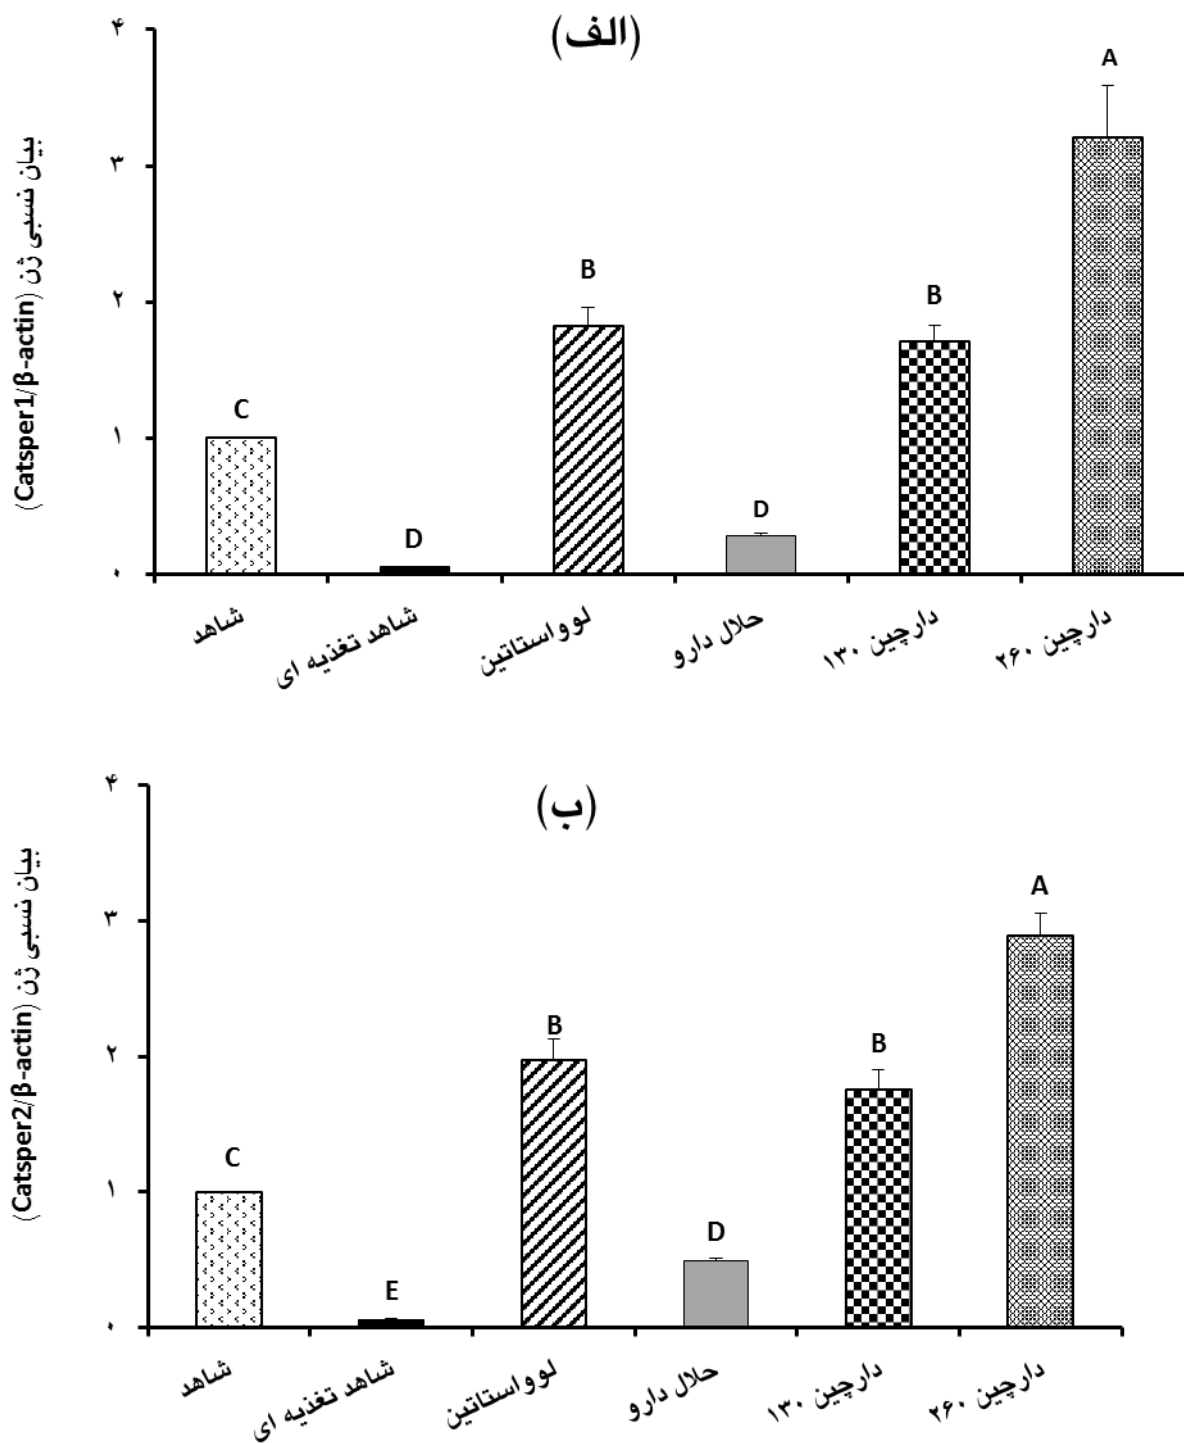 (الف)
بیان نسبی ژن (Catsper1/β-actin)
۴
۳
۲
۱
۰
C
D
B
D
B
A
شاهد
شاهد تغذیه ای
لوواستاتین
حلال دارو
دارچین ۱۳۰
دارچین ۲۶۰
(ب)
بیان نسبی ژن (Catsper2/β-actin)
۴
۳
۲
۱
۰
C
E
B
D
B
A
شاهد
شاهد تغذیه ای
لوواستاتین
حلال دارو
دارچین ۱۳۰
دارچین ۲۶۰